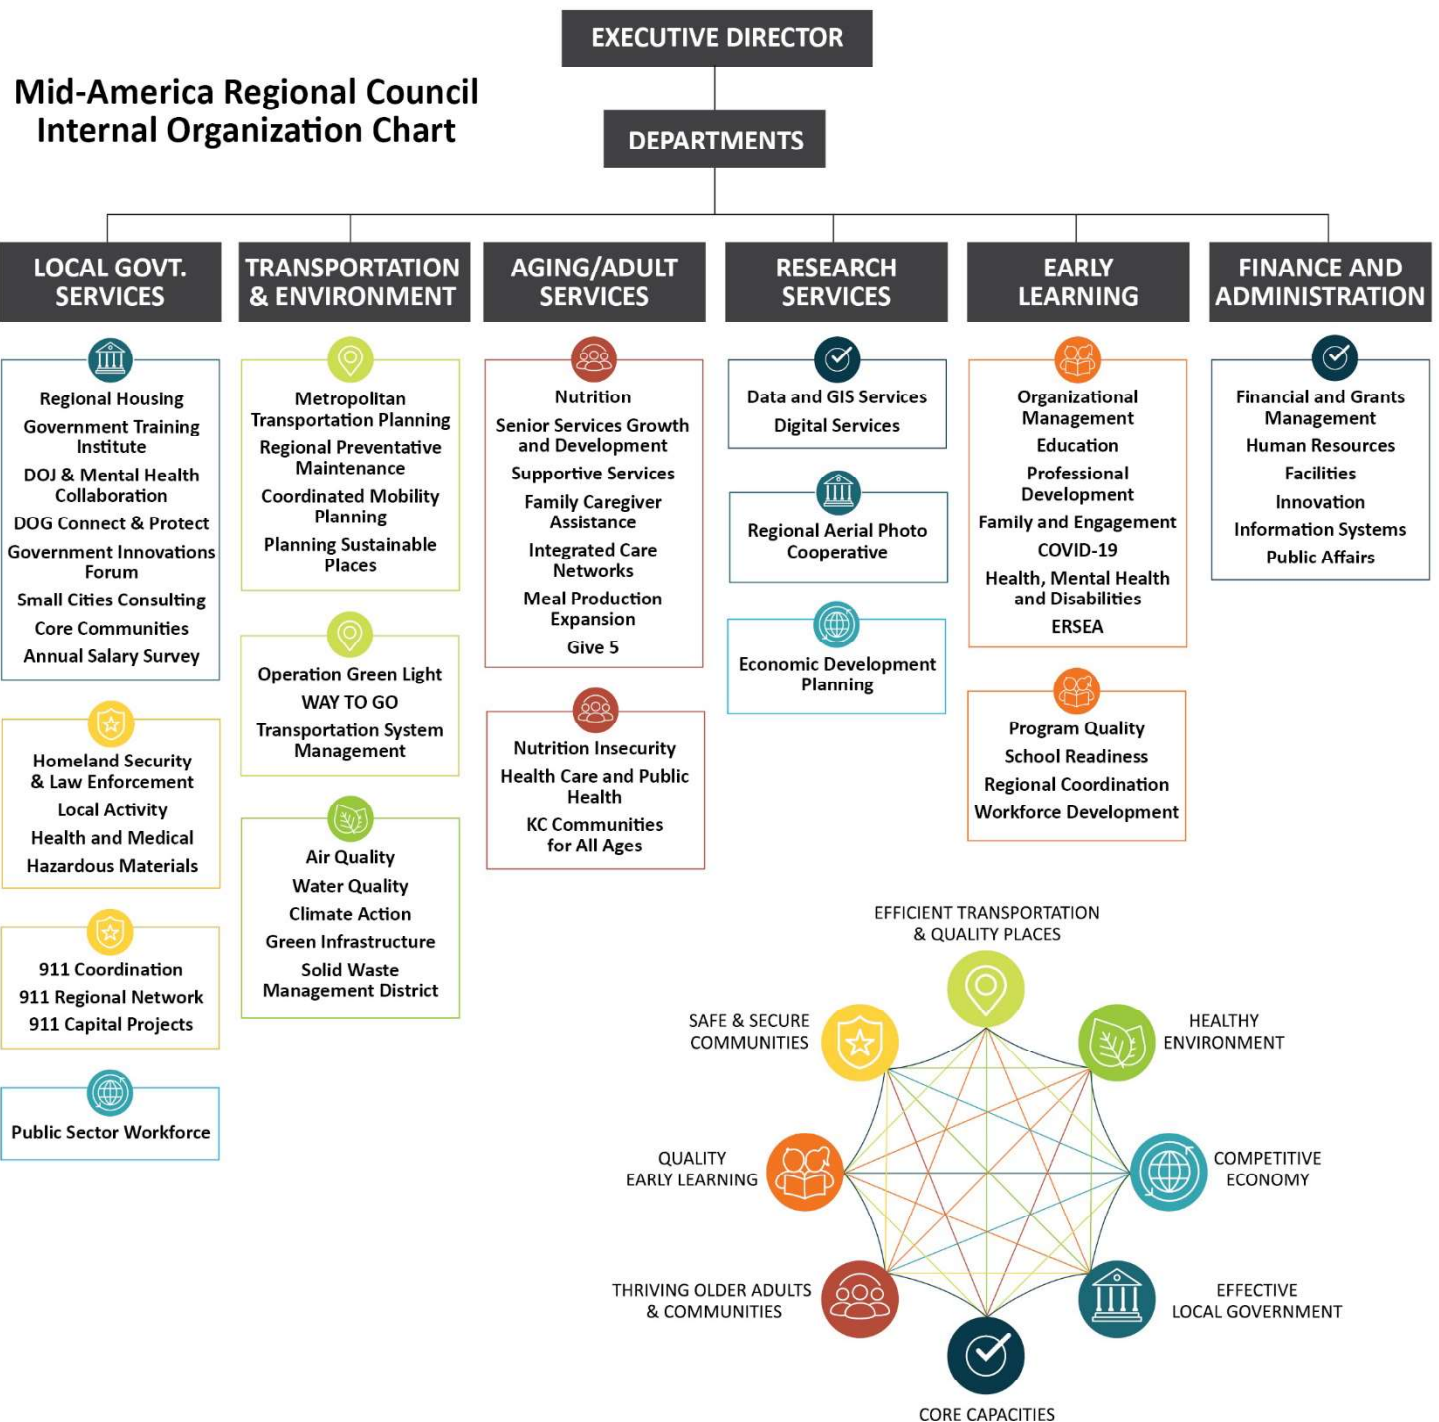 EXECUTIVE DIRECTOR
Mid-America Regional Council
Internal Organization Chart
DEPARTMENTS
LOCAL GOVT.
SERVICES
Regional Housing
Government Training
Institute
DOJ & Mental Health
Collaboration
DOG Connect & Protect
Government Innovations
Forum
Small Cities Consulting
Core Communities
Annual Salary Survey
Homeland Security
& Law Enforcement
Local Activity
Health and Medical
Hazardous Materials
911 Coordination
911 Regional Network
911 Capital Projects
Public Sector Workforce
TRANSPORTATION
& ENVIRONMENT
Metropolitan
Transportation Planning
Regional Preventative
Maintenance
Coordinated Mobility
Planning
Planning Sustainable
Places
Operation Green Light
WAY TO GO
Transportation System
Management
Air Quality
Water Quality
Climate Action
Green Infrastructure
Solid Waste
Management District
AGING/ADULT
SERVICES
Nutrition
Senior Services Growth
and Development
Supportive Services
Family Caregiver
Assistance
Integrated Care
Networks
Meal Production
Expansion
Give 5
Nutrition Insecurity
Health Care and Public
Health
KC Communities
for All Ages
RESEARCH
SERVICES
Data and GIS Services
Digital Services
Regional Aerial Photo
Cooperative
Economic Development
Planning
EARLY
LEARNING
Organizational
Management
Education
Professional
Development
Family and Engagement
COVID-19
Health, Mental Health
and Disabilities
ERSEA
Program Quality
School Readiness
Regional Coordination
Workforce Development
FINANCE AND
ADMINISTRATION
Financial and Grants
Management
Human Resources
Facilities
Innovation
Information Systems
Public Affairs
EFFICIENT TRANSPORTATION
& QUALITY PLACES
SAFE & SECURE
COMMUNITIES
HEALTHY
ENVIRONMENT
QUALITY
EARLY LEARNING
COMPETITIVE
ECONOMY
THRIVING OLDER ADULTS
& COMMUNITIES
EFFECTIVE
LOCAL GOVERNMENT
CORE CAPACITIES